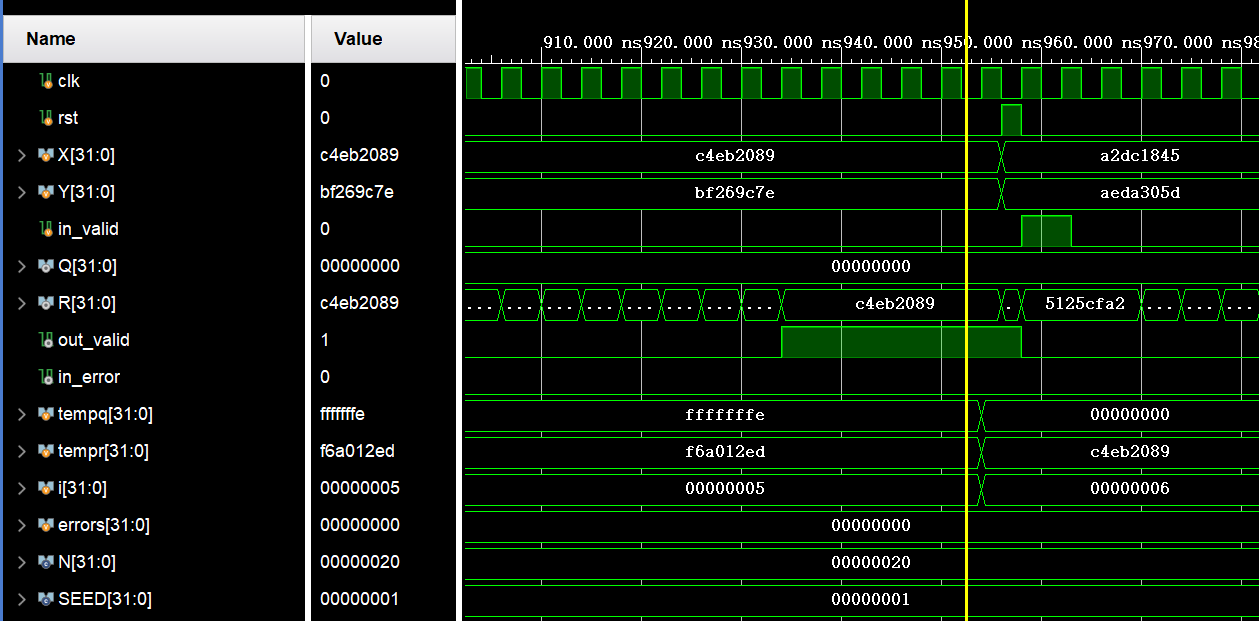 Name Value 910.000 ns 920.000 ns 930.000 ns 940.000 ns 950.000 ns 960.000 ns 970.000 ns 98
clk 0
rst 0
X[31:0] c4eb2089 c4eb2089 a2dc1845
Y[31:0] bf269c7e bf269c7e aeda305d
in_valid 0
Q[31:0] 00000000 00000000
R[31:0] c4eb2089 ... ... ... ... ... ... ... ... c4eb2089 . 5125cfa2 ... ... ...
out_valid 1
in_error 0
tempq[31:0] fffffffe fffffffe 00000000
tempr[31:0] f6a012ed f6a012ed c4eb2089
i[31:0] 00000005 00000005 00000006
errors[31:0] 00000000 00000000
N[31:0] 00000020 00000020
SEED[31:0] 00000001 00000001